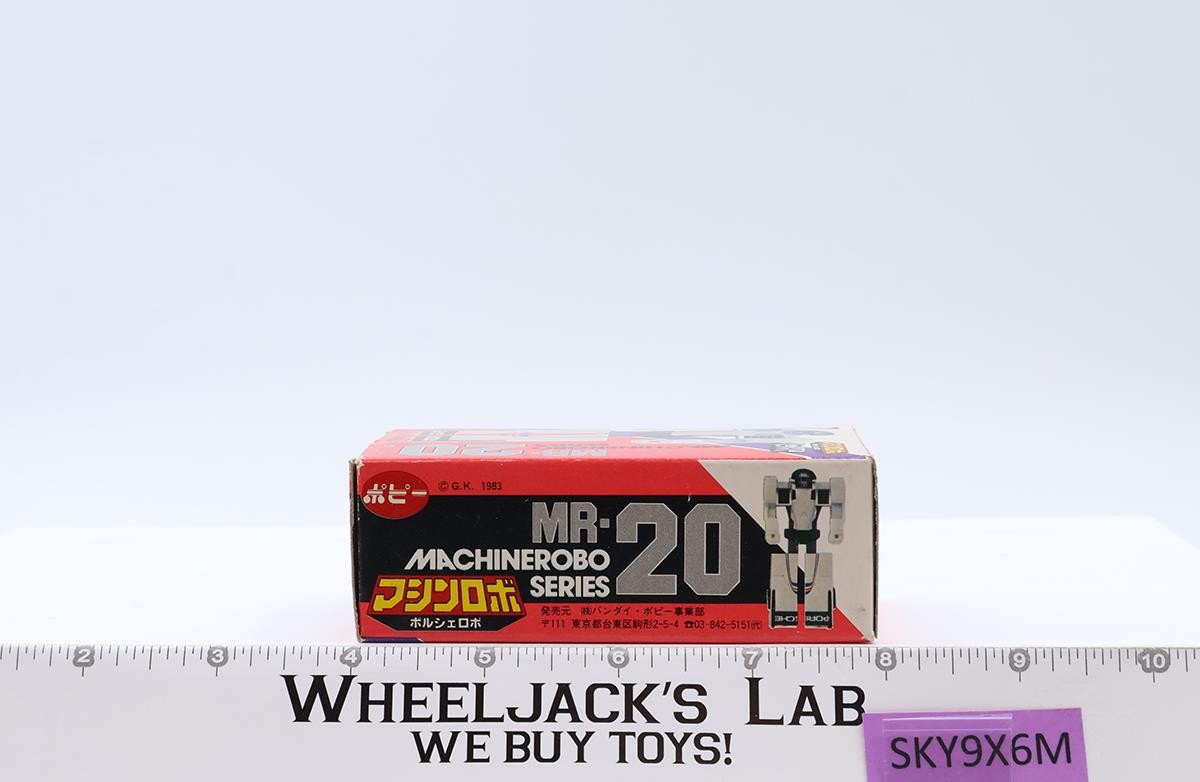 ポピー
© G.K. 1983
MR-20
MACHINEROBO
SERIES
マシンロボ
ポルシェロボ
発売元 ㈱バンダイ・ポピー事業部
〒111 東京都台東区駒形2-5-4 ☎03-842-5151㈹
PORSCHE
MR-20
2 3 4 5 6 7 8 9 10
WHEELJACK'S LAB
WE BUY TOYS!
SKY9X6M